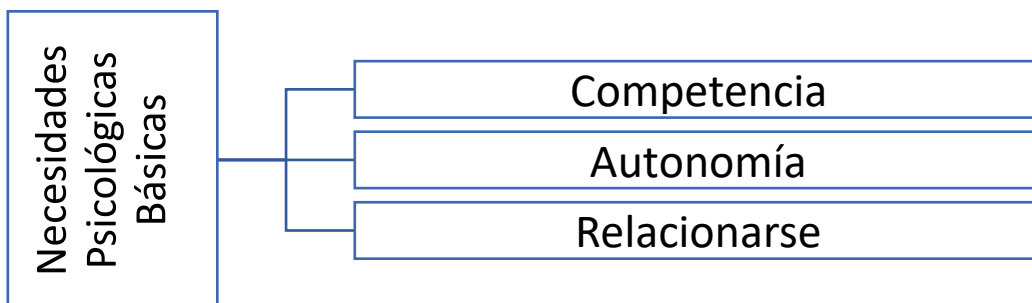 Necesidades
Psicológicas
Básicas
Competencia
Autonomía
Relacionarse